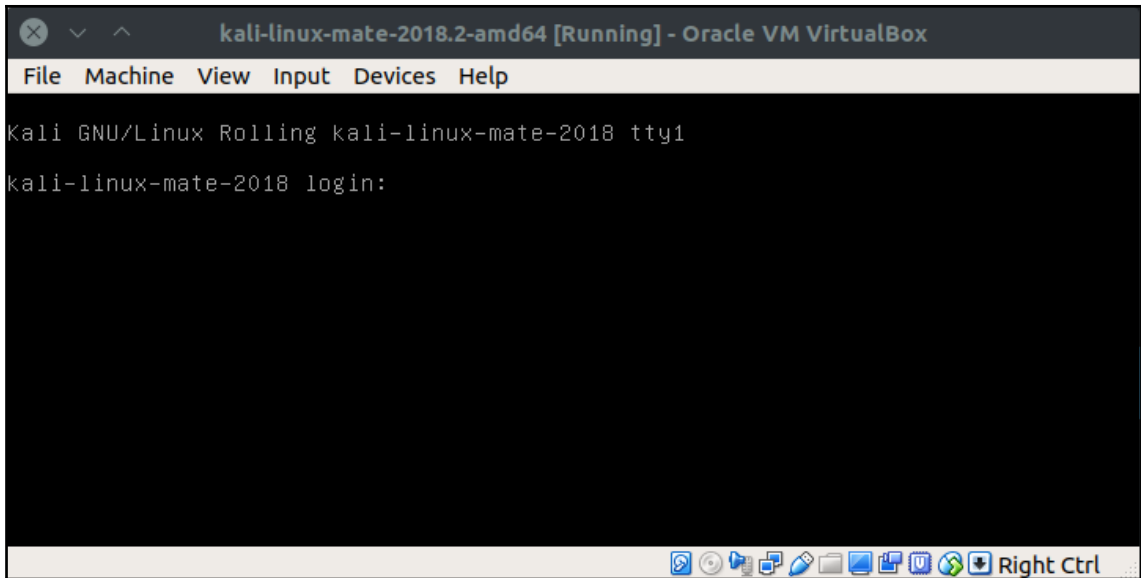 kali-linux-mate-2018.2-amd64 [Running] - Oracle VM VirtualBox
File Machine View Input Devices Help
Kali GNU/Linux Rolling kali-linux-mate-2018 tty1
kali-linux-mate-2018 login:
Right Ctrl